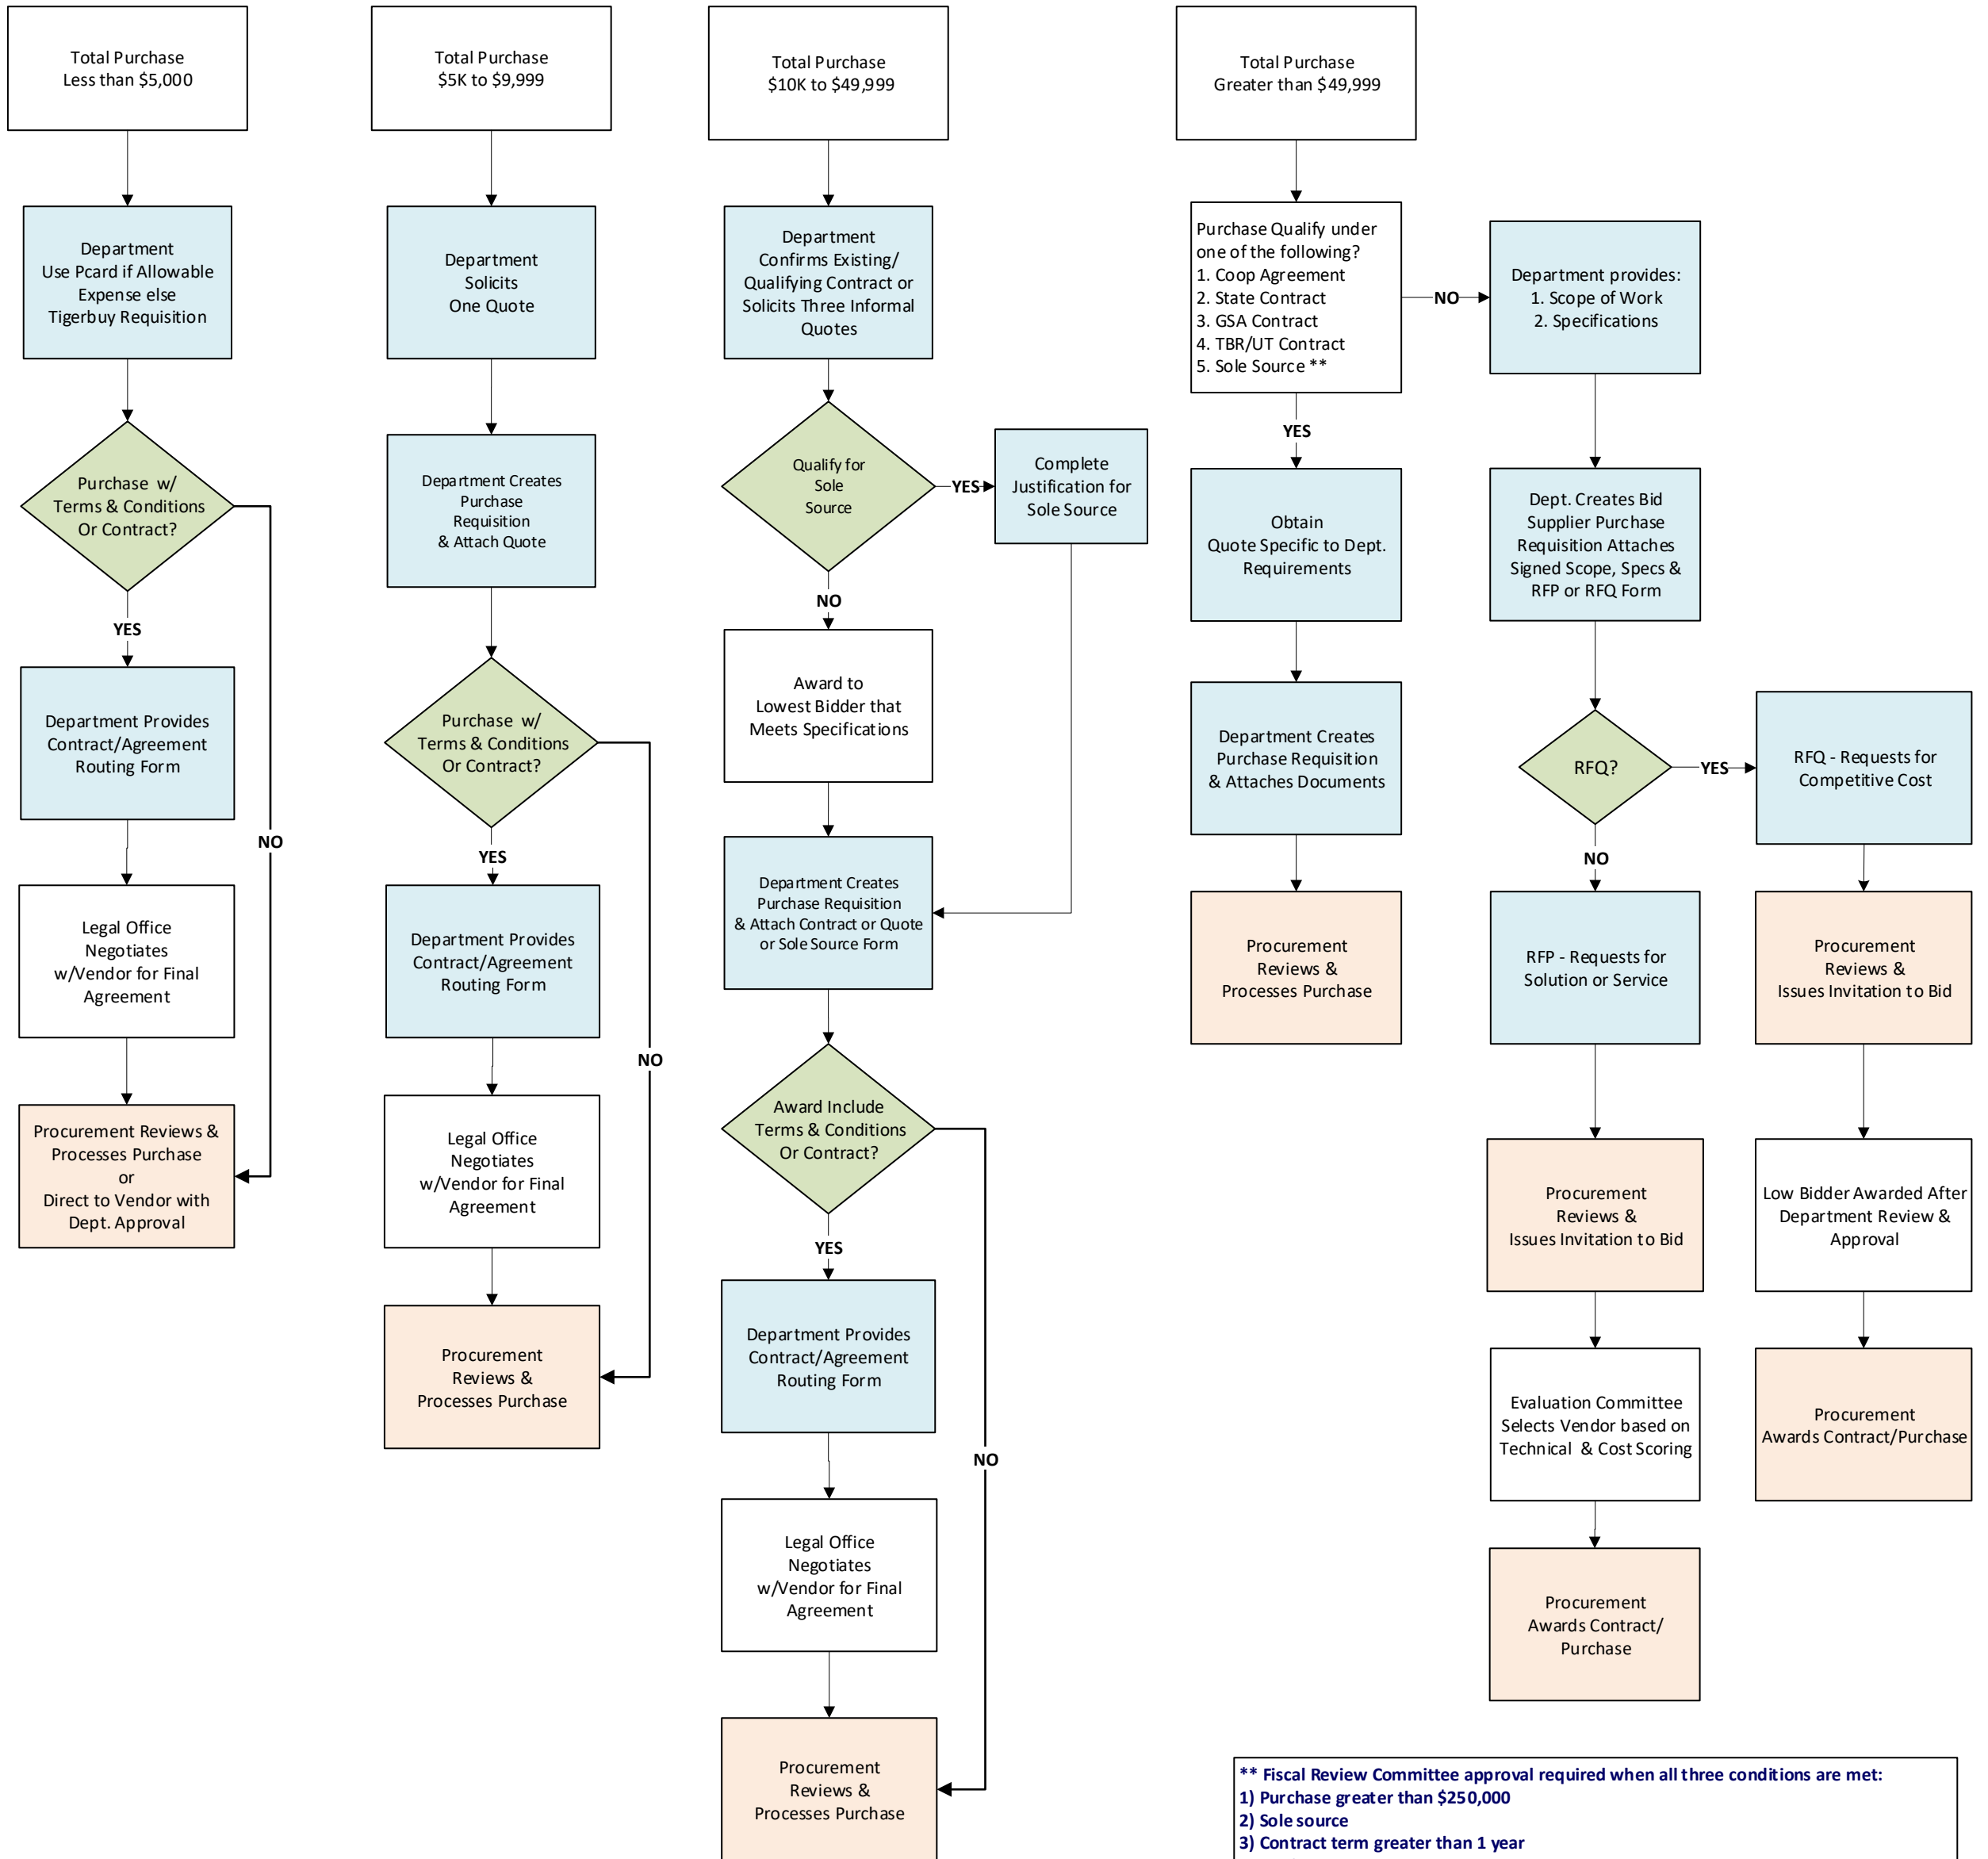 Total Purchase
Less than $5,000
Department
Use Pcard if Allowable
Expense else
Tigerbuy Requisition
Purchase w/
Terms & Conditions
Or Contract?
YES
NO
Department Provides
Contract/Agreement
Routing Form
Legal Office
Negotiates
w/Vendor for Final
Agreement
Procurement Reviews &
Processes Purchase
or
Direct to Vendor with
Dept. Approval
Total Purchase
$5K to $9,999
Department
Solicits
One Quote
Department Creates
Purchase
Requisition
& Attach Quote
Purchase w/
Terms & Conditions
Or Contract?
YES
NO
Department Provides
Contract/Agreement
Routing Form
Legal Office
Negotiates
w/Vendor for Final
Agreement
Procurement
Reviews &
Processes Purchase
Total Purchase
$10K to $49,999
Department
Confirms Existing/
Qualifying Contract or
Solicits Three Informal
Quotes
Qualify for
Sole
Source
YES
Complete
Justification for
Sole Source
NO
Award to
Lowest Bidder that
Meets Specifications
Department Creates
Purchase Requisition
& Attach Contract or Quote
or Sole Source Form
Award Include
Terms & Conditions
Or Contract?
YES
NO
Department Provides
Contract/Agreement
Routing Form
Legal Office
Negotiates
w/Vendor for Final
Agreement
Procurement
Reviews &
Processes Purchase
Total Purchase
Greater than $49,999
Purchase Qualify under
one of the following?
1. Coop Agreement
2. State Contract
3. GSA Contract
4. TBR/UT Contract
5. Sole Source **
YES
Obtain
Quote Specific to Dept.
Requirements
Department Creates
Purchase Requisition
& Attaches Documents
Procurement
Reviews &
Processes Purchase
NO
Department provides:
1. Scope of Work
2. Specifications
Dept. Creates Bid
Supplier Purchase
Requisition Attaches
Signed Scope, Specs &
RFP or RFQ Form
RFQ?
NO
RFP - Requests for
Solution or Service
Procurement
Reviews &
Issues Invitation to Bid
Evaluation Committee
Selects Vendor based on
Technical & Cost Scoring
Procurement
Awards Contract/
Purchase
YES
RFQ - Requests for
Competitive Cost
Procurement
Reviews &
Issues Invitation to Bid
Low Bidder Awarded After
Department Review &
Approval
Procurement
Awards Contract/Purchase
** Fiscal Review Committee approval required when all three conditions are met:
1) Purchase greater than $250,000
2) Sole source
3) Contract term greater than 1 year